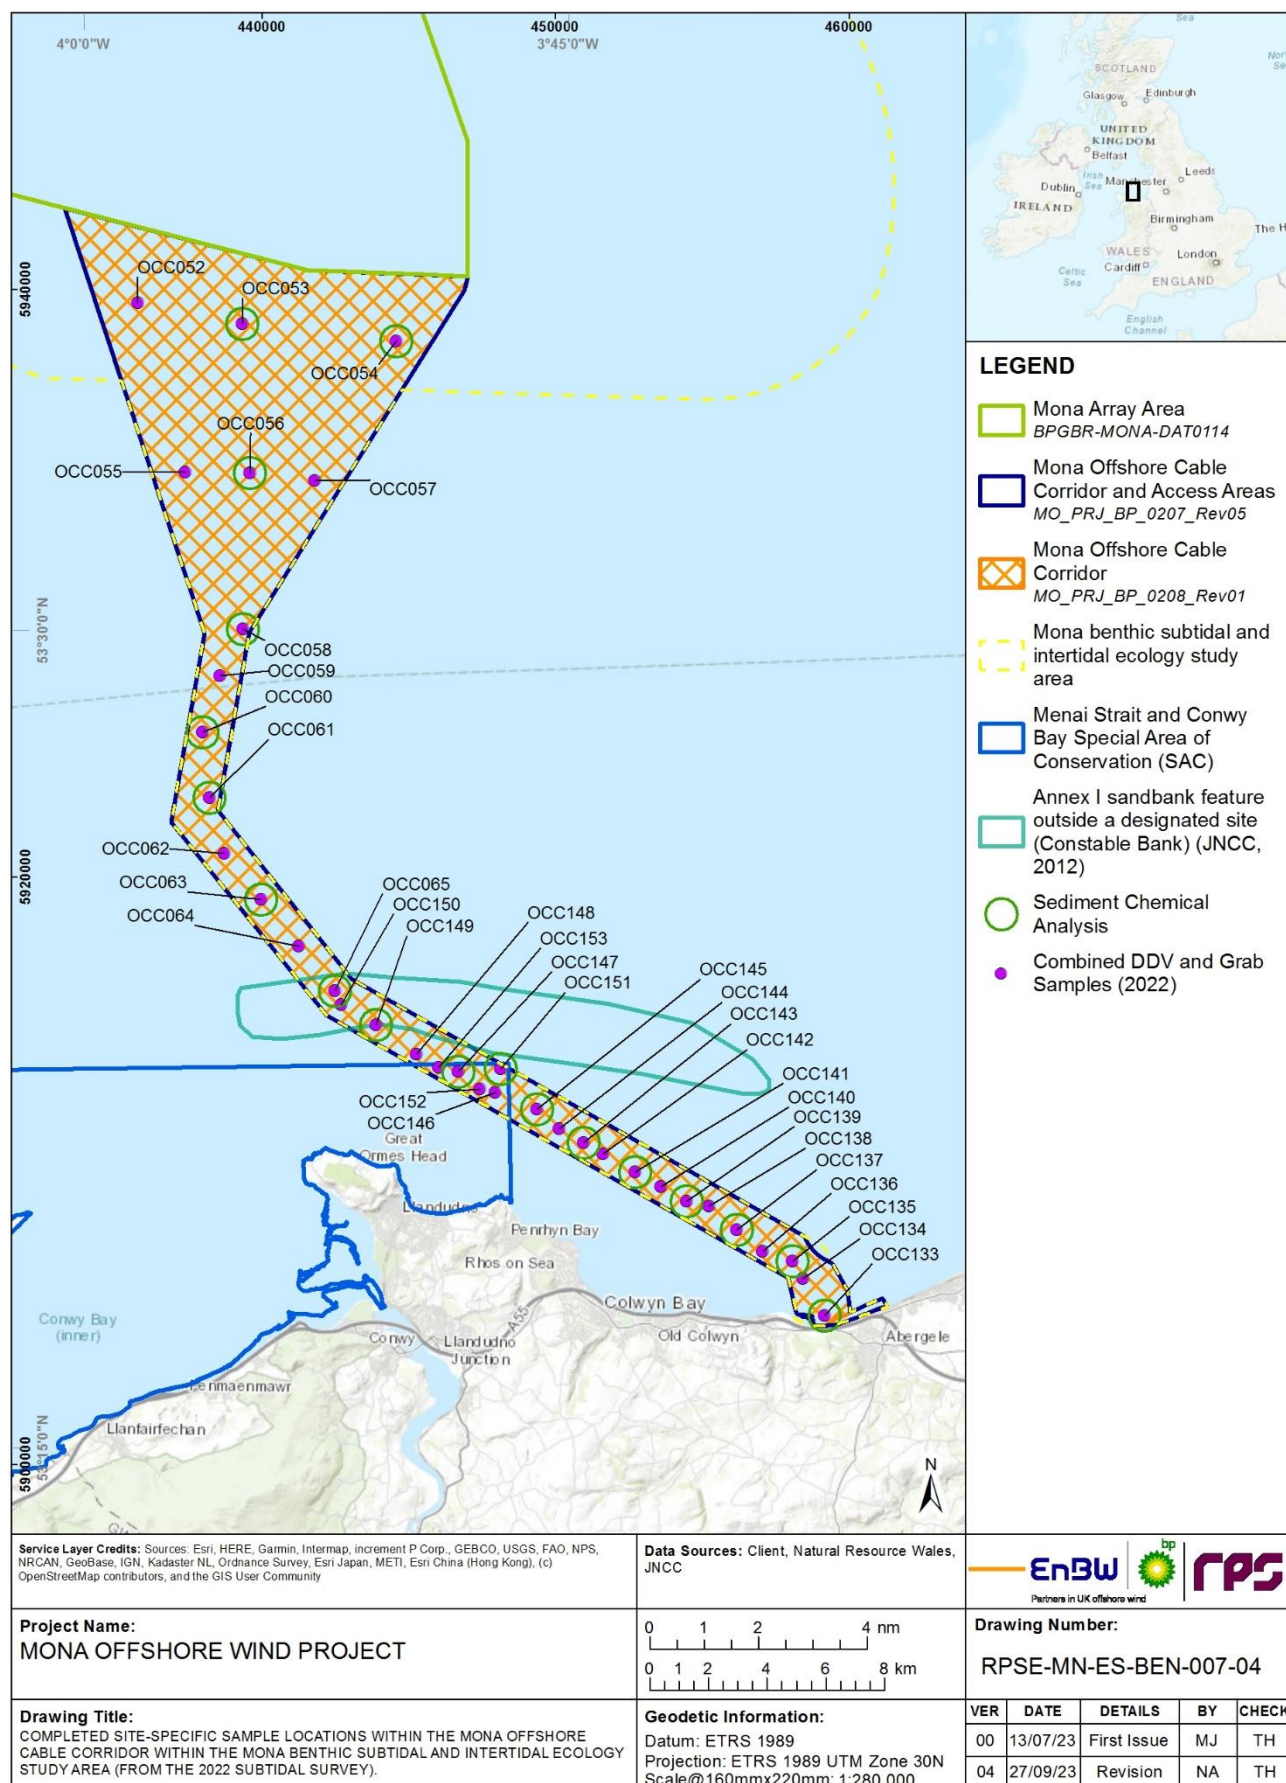 440000
450000
460000
4°0'0"W
3°45'0"W
5940000
53°30'0"N
5920000
5900000
53°15'0"N
OCC052
OCC053
OCC054
OCC056
OCC055
OCC057
OCC058
OCC059
OCC060
OCC061
OCC062
OCC063
OCC064
OCC065
OCC150
OCC149
OCC148
OCC153
OCC147
OCC151
OCC145
OCC144
OCC143
OCC142
OCC141
OCC140
OCC139
OCC138
OCC137
OCC136
OCC135
OCC134
OCC133
OCC152
OCC146
Great
Ormes Head
Llandudno
Penrhyn Bay
Rhos on Sea
Colwyn Bay
Old Colwyn
Abergele
A55
Conwy Bay
(inner)
Conwy
Llandudno
Junction
Penmaenmawr
Llanfairfechan
N
Sea
SCOTLAND
Glasgow
Edinburgh
UNITED
KINGDOM
Belfast
Irish
Sea
Manchester
Leeds
Dublin
IRELAND
Birmingham
The H
WALES
London
Cardiff
ENGLAND
Celtic
Sea
English
Channel
LEGEND
Mona Array Area
BPGBR-MONA-DAT0114
Mona Offshore Cable
Corridor and Access Areas
MO_PRJ_BP_0207_Rev05
Mona Offshore Cable
Corridor
MO_PRJ_BP_0208_Rev01
Mona benthic subtidal and
intertidal ecology study
area
Menai Strait and Conwy
Bay Special Area of
Conservation (SAC)
Annex I sandbank feature
outside a designated site
(Constable Bank) (JNCC,
2012)
Sediment Chemical
Analysis
Combined DDV and Grab
Samples (2022)
Service Layer Credits: Sources: Esri, HERE, Garmin, Intermap, increment P Corp., GEBCO, USGS, FAO, NPS,
NRCAN, GeoBase, IGN, Kadaster NL, Ordnance Survey, Esri Japan, METI, Esri China (Hong Kong), (c)
OpenStreetMap contributors, and the GIS User Community
Data Sources: Client, Natural Resource Wales,
JNCC
EnBW
bp
rps
Partners in UK offshore wind
Project Name:
MONA OFFSHORE WIND PROJECT
0 1 2 4 nm
0 1 2 4 6 8 km
Drawing Number:
RPSE-MN-ES-BEN-007-04
Drawing Title:
COMPLETED SITE-SPECIFIC SAMPLE LOCATIONS WITHIN THE MONA OFFSHORE
CABLE CORRIDOR WITHIN THE MONA BENTHIC SUBTIDAL AND INTERTIDAL ECOLOGY
STUDY AREA (FROM THE 2022 SUBTIDAL SURVEY).
Geodetic Information:
Datum: ETRS 1989
Projection: ETRS 1989 UTM Zone 30N
Scale@160mmx220mm: 1:280,000
VER DATE DETAILS BY CHECK
00 13/07/23 First Issue MJ TH
04 27/09/23 Revision NA TH